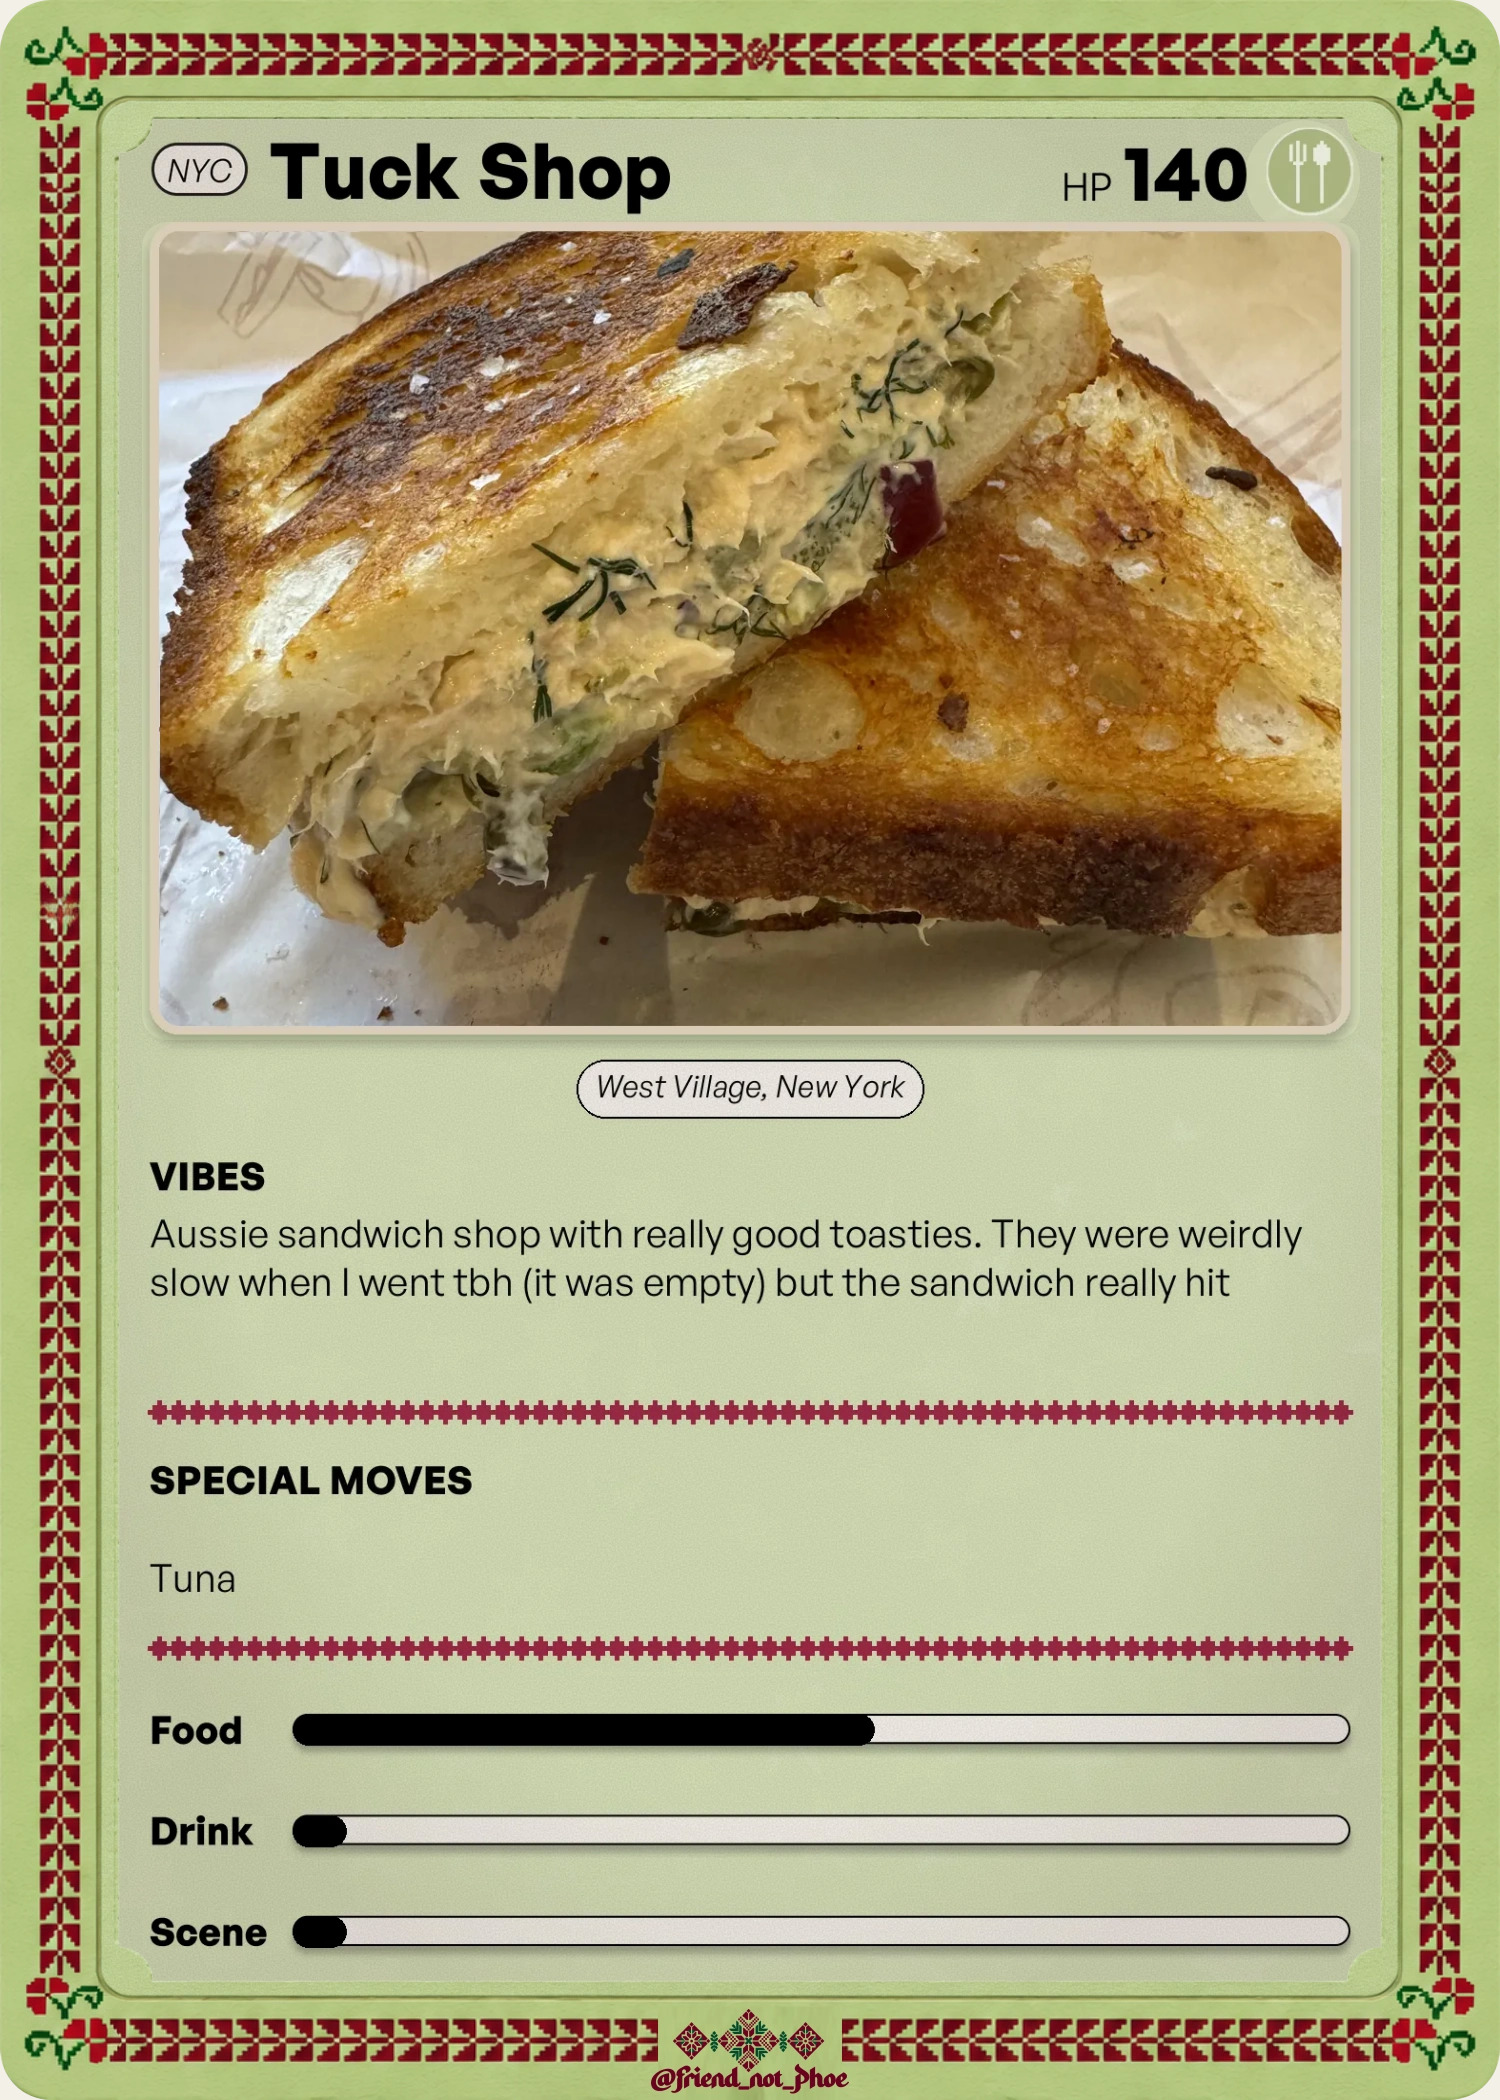 NYC Tuck Shop HP 140
West Village, New York
VIBES
Aussie sandwich shop with really good toasties. They were weirdly
slow when I went tbh (it was empty) but the sandwich really hit
SPECIAL MOVES
Tuna
Food
Drink
Scene
@friend_not_phoe